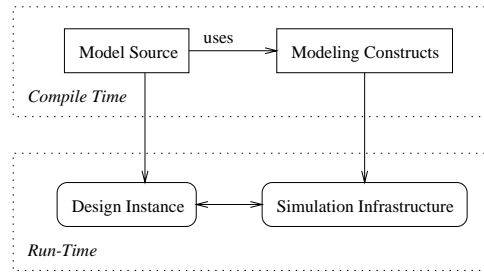 uses
Model Source
Modeling Constructs
Compile Time
Design Instance
Simulation Infrastructure
Run-Time